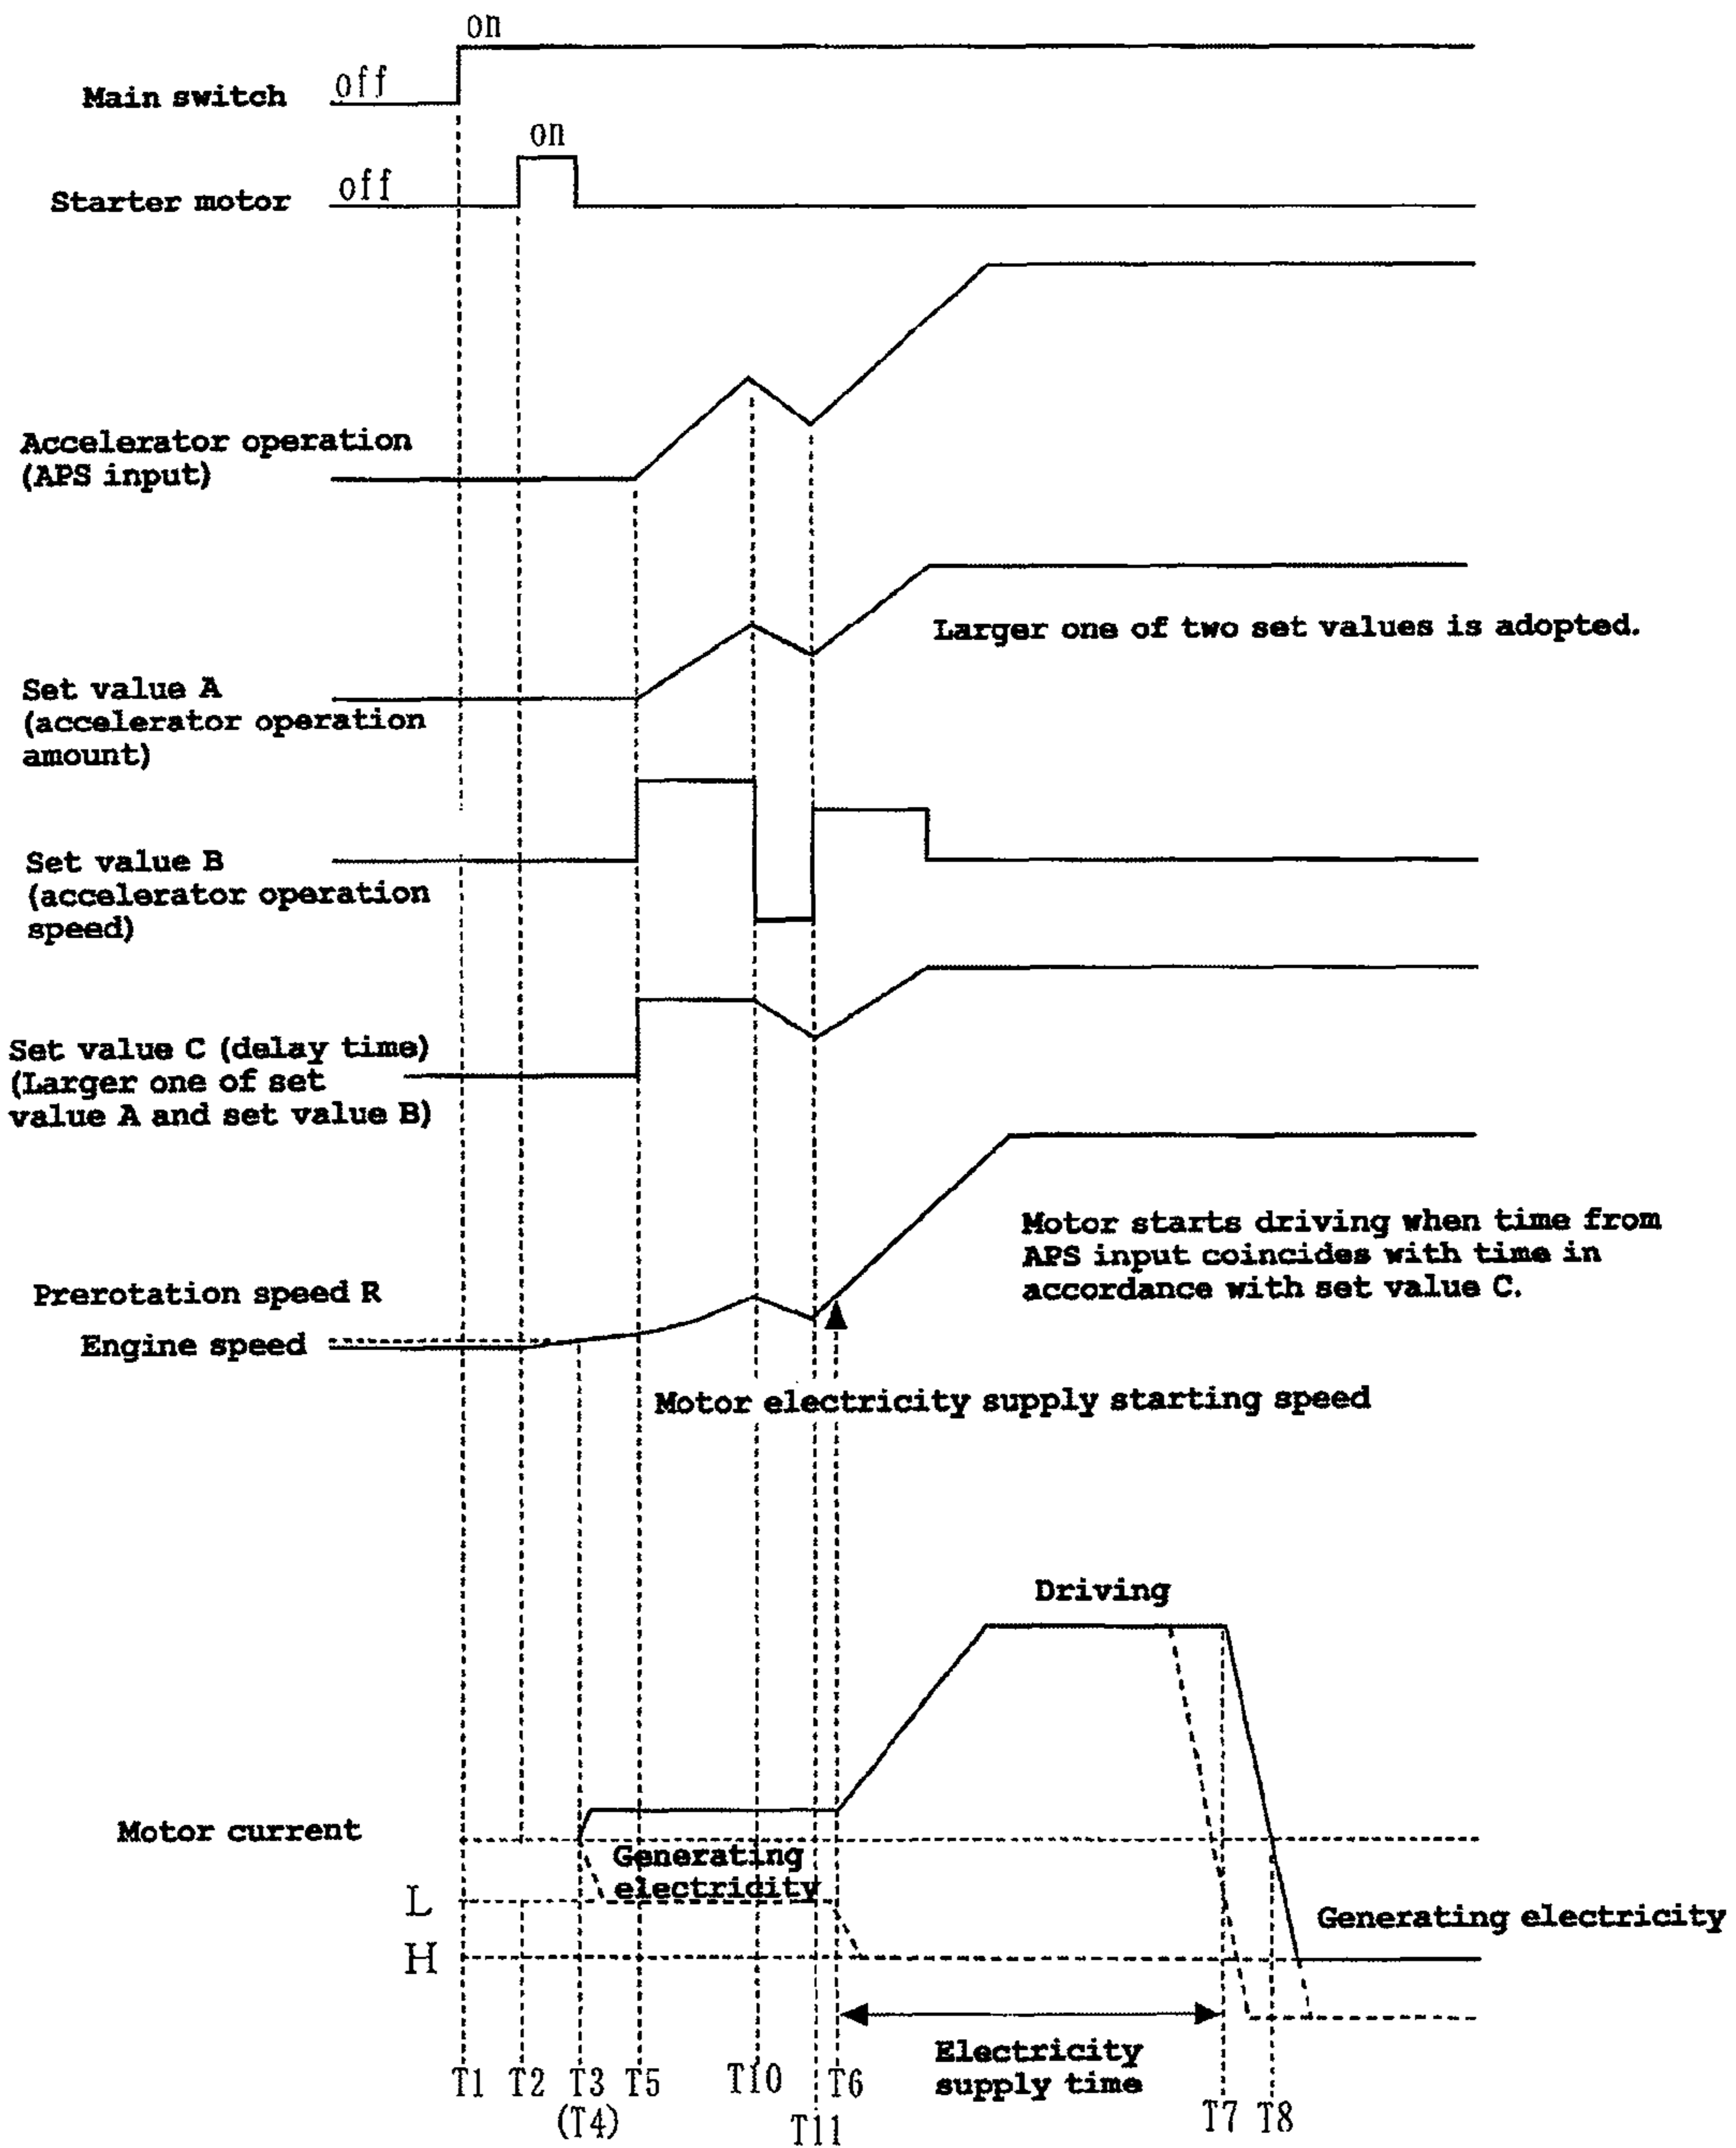 on
Main switch
off
on
Starter motor
off
Accelerator operation
(APS input)
Larger one of two set values is adopted.
Set value A
(accelerator operation
amount)
Set value B
(accelerator operation
speed)
Set value C (delay time)
(Larger one of set
value A and set value B)
Motor starts driving when time from
APS input coincides with time in
accordance with set value C.
Prerotation speed R
Engine speed
Motor electricity supply starting speed
Driving
Motor current
Generating
electridity
L
Generating electricity
H
Electricity
supply time
T1 T2 T3 T5 T10 T6
(T4) T11 T7 T8